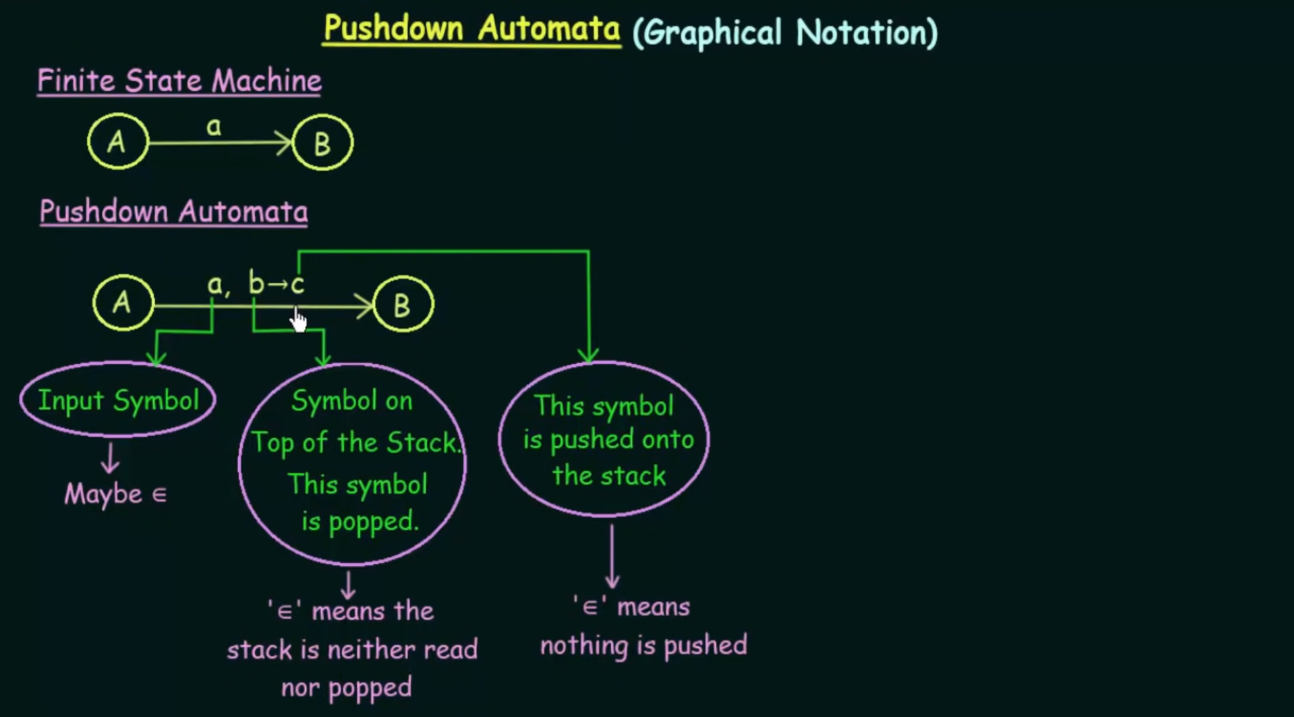 Pushdown Automata (Graphical Notation)
Finite State Machine
A a B
Pushdown Automata
A a, b→c B
Input Symbol
Maybe ∈
Symbol on
Top of the Stack.
This symbol
is popped.
'∈' means the
stack is neither read
nor popped
This symbol
is pushed onto
the stack
'∈' means
nothing is pushed